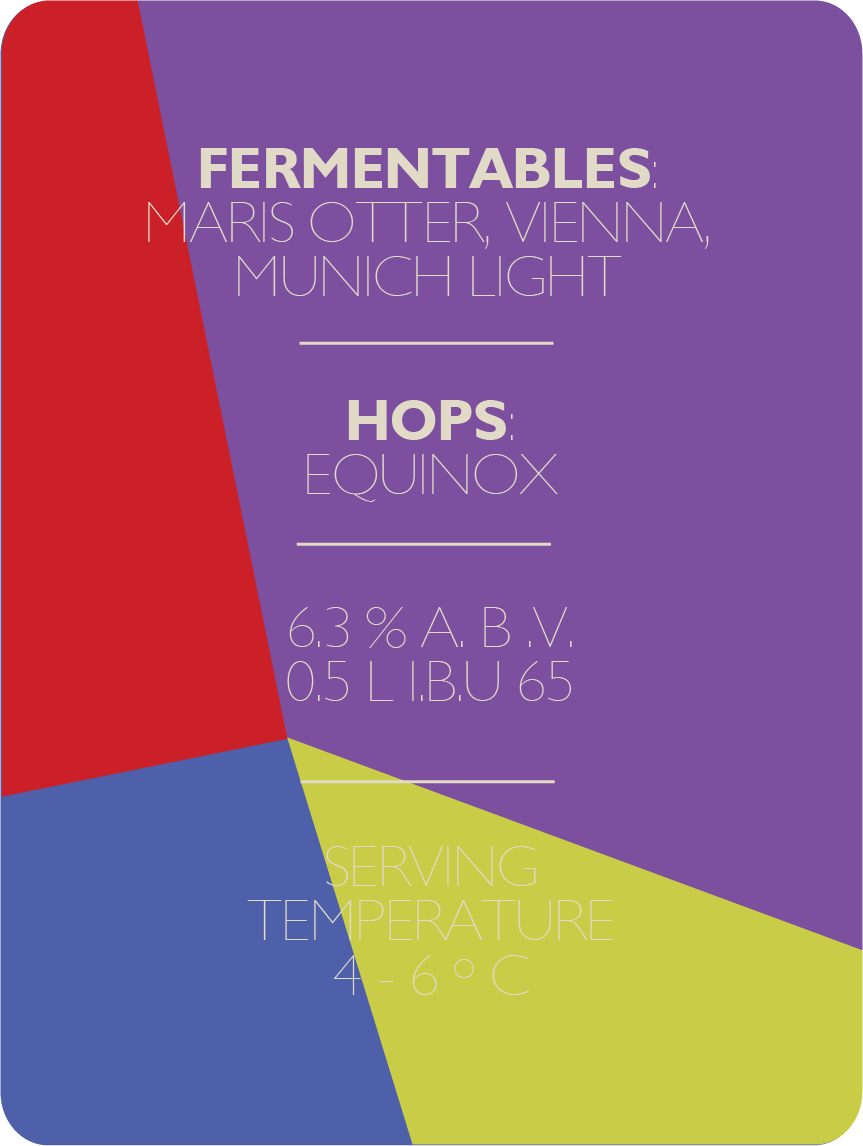 FERMENTABLES:
MARIS OTTER, VIENNA,
MUNICH LIGHT
HOPS:
EQUINOX
6.3 % A. B .V.
0.5 L I.B.U 65
SERVING
TEMPERATURE
4 - 6 ° C